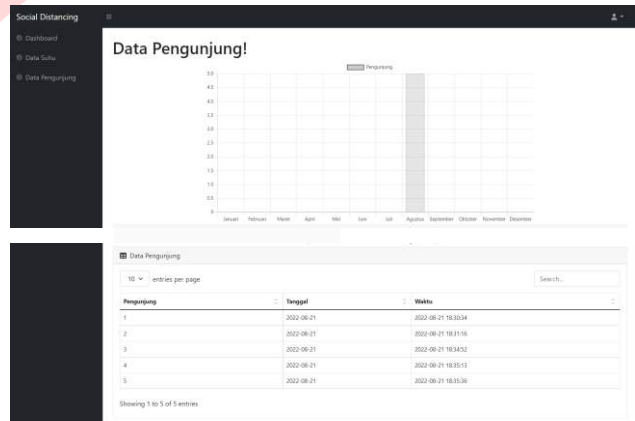 Social Distancing
Dashboard
Data Suhu
Data Pengunjung
Data Pengunjung!
Pengunjung
5.0
4.5
4.0
3.5
3.0
2.5
2.0
1.5
1.0
0.5
0
Januari Februari Maret April Mei Juni Juli Agustus September Oktober November Desember
Data Pengunjung
10 entries per page
Search...
Pengunjung Tanggal Waktu
1 2022-08-21 2022-08-21 18:30:34
2 2022-08-21 2022-08-21 18:31:16
3 2022-08-21 2022-08-21 18:34:52
4 2022-08-21 2022-08-21 18:35:13
5 2022-08-21 2022-08-21 18:35:36
Showing 1 to 5 of 5 entries